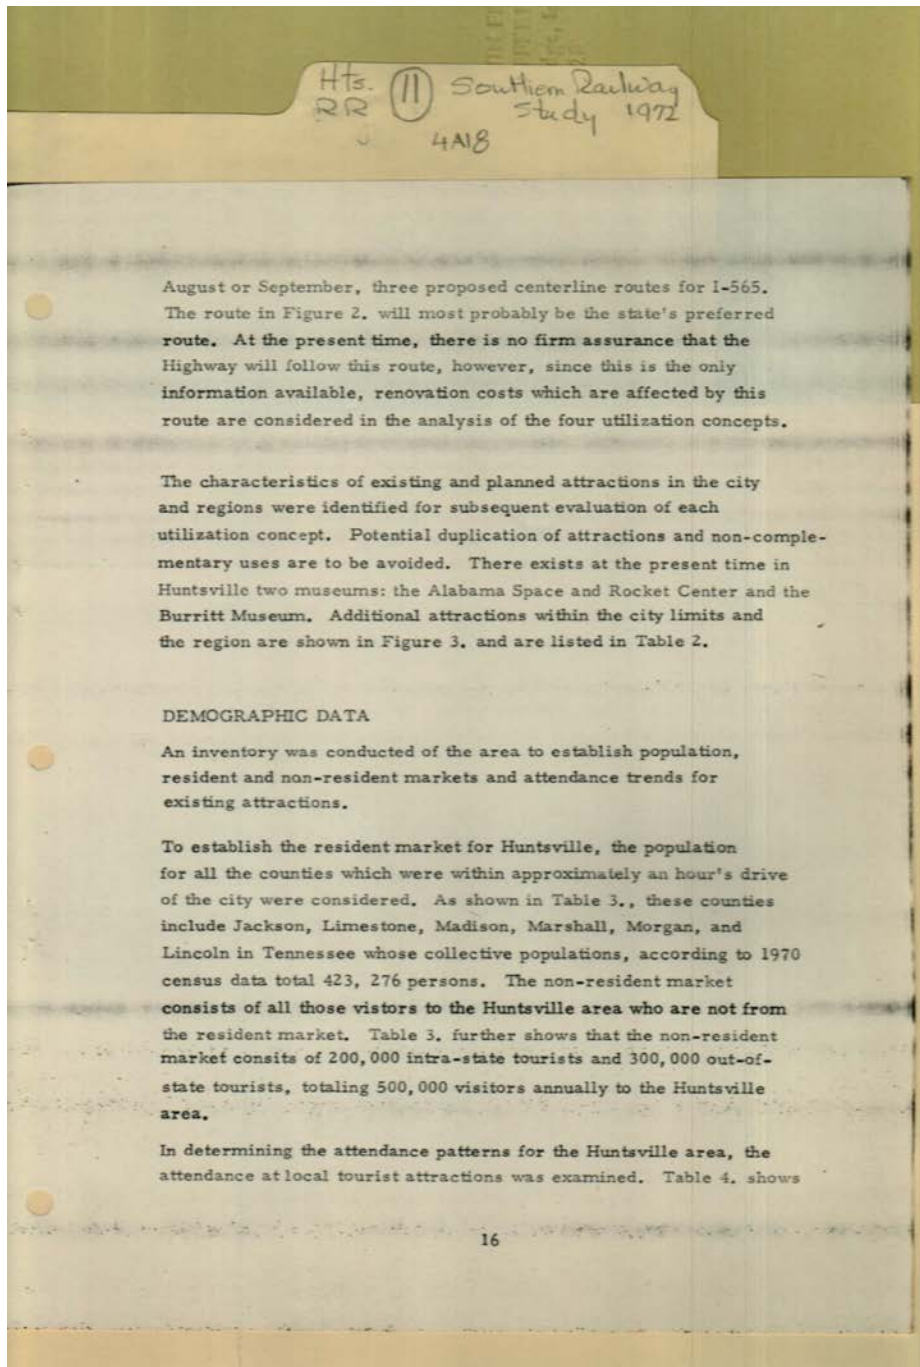 Hts. 11 Southern Railway
RR Study 1972
4A18
August or September, three proposed centerline routes for I-565.
The route in Figure 2. will most probably be the state's preferred
route. At the present time, there is no firm assurance that the
Highway will follow this route, however, since this is the only
information available, renovation costs which are affected by this
route are considered in the analysis of the four utilization concepts.
The characteristics of existing and planned attractions in the city
and regions were identified for subsequent evaluation of each
utilization concept. Potential duplication of attractions and non-comple-
mentary uses are to be avoided. There exists at the present time in
Huntsville two museums: the Alabama Space and Rocket Center and the
Burritt Museum. Additional attractions within the city limits and
the region are shown in Figure 3. and are listed in Table 2.
DEMOGRAPHIC DATA
An inventory was conducted of the area to establish population,
resident and non-resident markets and attendance trends for
existing attractions.
To establish the resident market for Huntsville, the population
for all the counties which were within approximately an hour's drive
of the city were considered. As shown in Table 3., these counties
include Jackson, Limestone, Madison, Marshall, Morgan, and
Lincoln in Tennessee whose collective populations, according to 1970
census data total 423, 276 persons. The non-resident market
consists of all those vistors to the Huntsville area who are not from
the resident market. Table 3. further shows that the non-resident
market consits of 200,000 intra-state tourists and 300,000 out-of-
state tourists, totaling 500,000 visitors annually to the Huntsville
area.
In determining the attendance patterns for the Huntsville area, the
attendance at local tourist attractions was examined. Table 4. shows
16